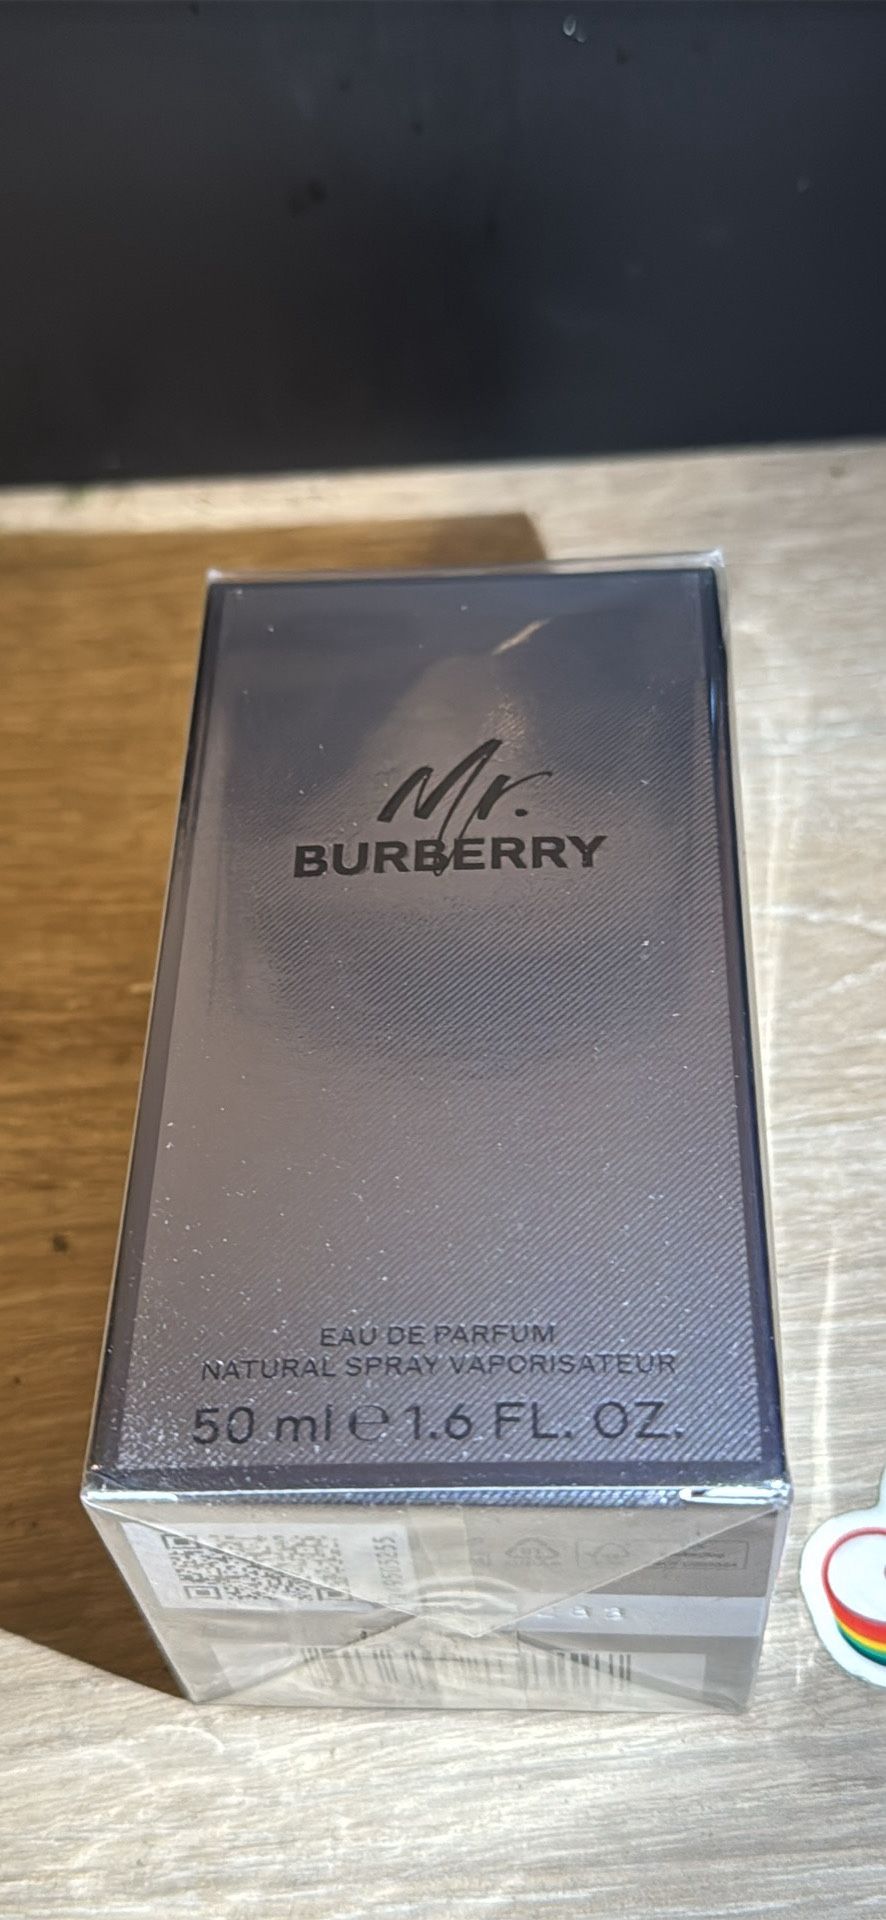 Mr.
BURBERRY
EAU DE PARFUM
NATURAL SPRAY VAPORISATEUR
50 ml e 1.6 FL. OZ.